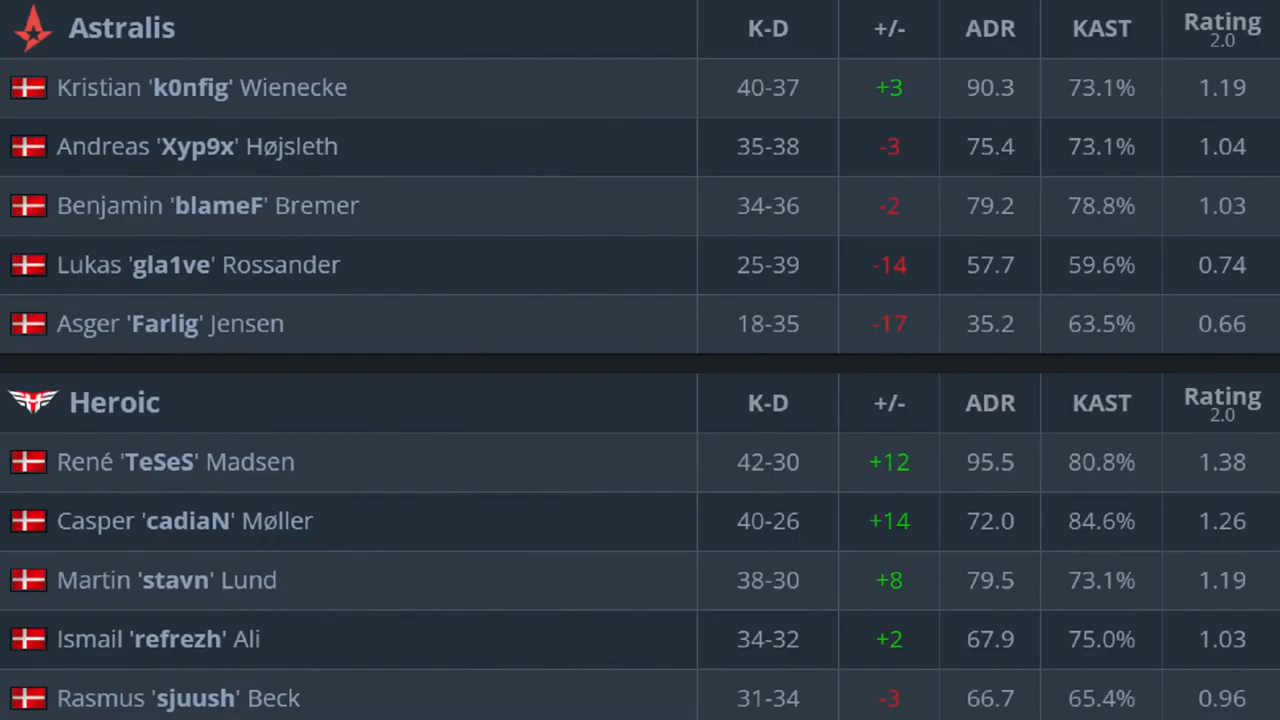 Astralis K-D +/- ADR KAST Rating 2.0
Kristian 'k0nfig' Wienecke 40-37 +3 90.3 73.1% 1.19
Andreas 'Xyp9x' Højsleth 35-38 -3 75.4 73.1% 1.04
Benjamin 'blameF' Bremer 34-36 -2 79.2 78.8% 1.03
Lukas 'gla1ve' Rossander 25-39 -14 57.7 59.6% 0.74
Asger 'Farlig' Jensen 18-35 -17 35.2 63.5% 0.66
Heroic K-D +/- ADR KAST Rating 2.0
René 'TeSeS' Madsen 42-30 +12 95.5 80.8% 1.38
Casper 'cadiaN' Møller 40-26 +14 72.0 84.6% 1.26
Martin 'stavn' Lund 38-30 +8 79.5 73.1% 1.19
Ismail 'refrezh' Ali 34-32 +2 67.9 75.0% 1.03
Rasmus 'sjuush' Beck 31-34 -3 66.7 65.4% 0.96